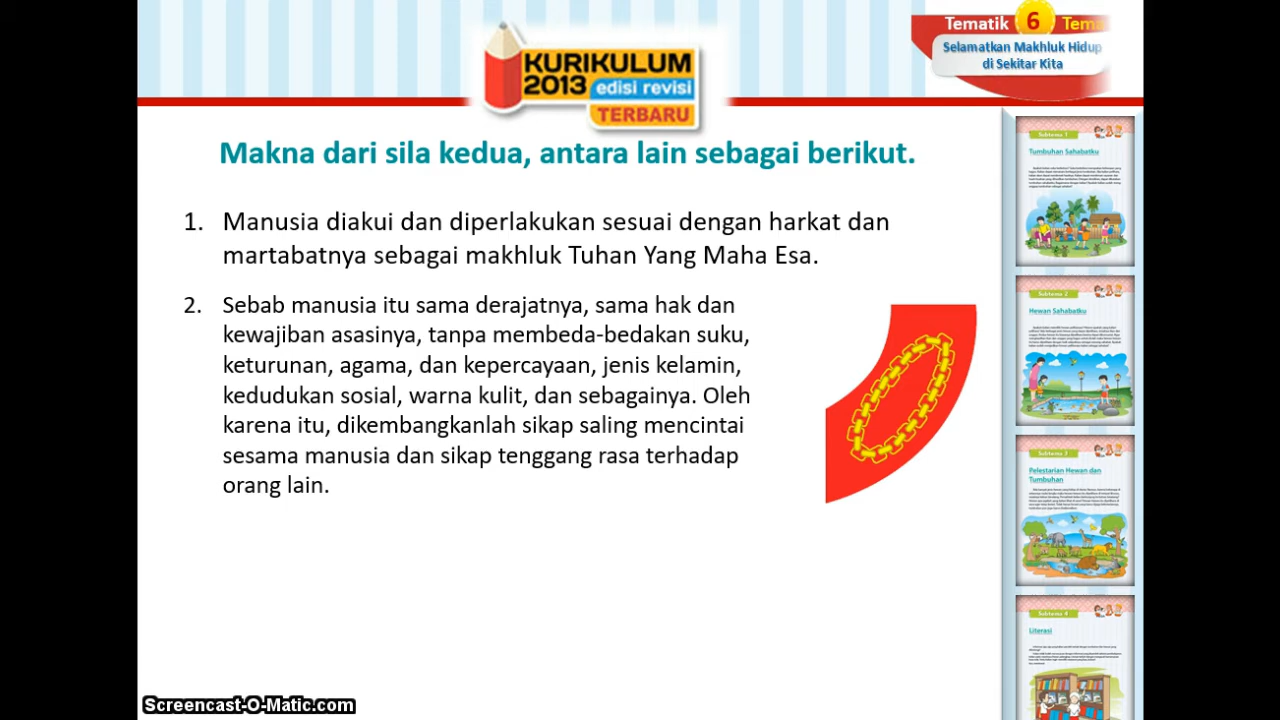 Tematik 6 Tema
Selamatkan Makhluk Hidup
di Sekitar Kita
KURIKULUM
2013 edisi revisi
TERBARU
Makna dari sila kedua, antara lain sebagai berikut.
1. Manusia diakui dan diperlakukan sesuai dengan harkat dan
martabatnya sebagai makhluk Tuhan Yang Maha Esa.
2. Sebab manusia itu sama derajatnya, sama hak dan
kewajiban asasinya, tanpa membeda-bedakan suku,
keturunan, agama, dan kepercayaan, jenis kelamin,
kedudukan sosial, warna kulit, dan sebagainya. Oleh
karena itu, dikembangkanlah sikap saling mencintai
sesama manusia dan sikap tenggang rasa terhadap
orang lain.
Subtema 1
Tumbuhan Sahabatku
Subtema 2
Hewan Sahabatku
Subtema 3
Pelestarian Hewan dan
Tumbuhan
Subtema 4
Literasi
Screencast-O-Matic.com